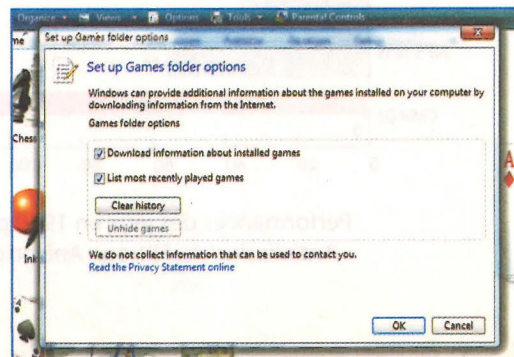 Organize Views Options Tools Parental Controls
me
Set up Games folder options
Set up Games folder options
Windows can provide additional information about the games installed on your computer by
downloading information from the Internet.
Games folder options
Download information about installed games
List most recently played games
Clear history
Unhide games
We do not collect information that can be used to contact you.
Read the Privacy Statement online
OK Cancel
Chess
Ink
A